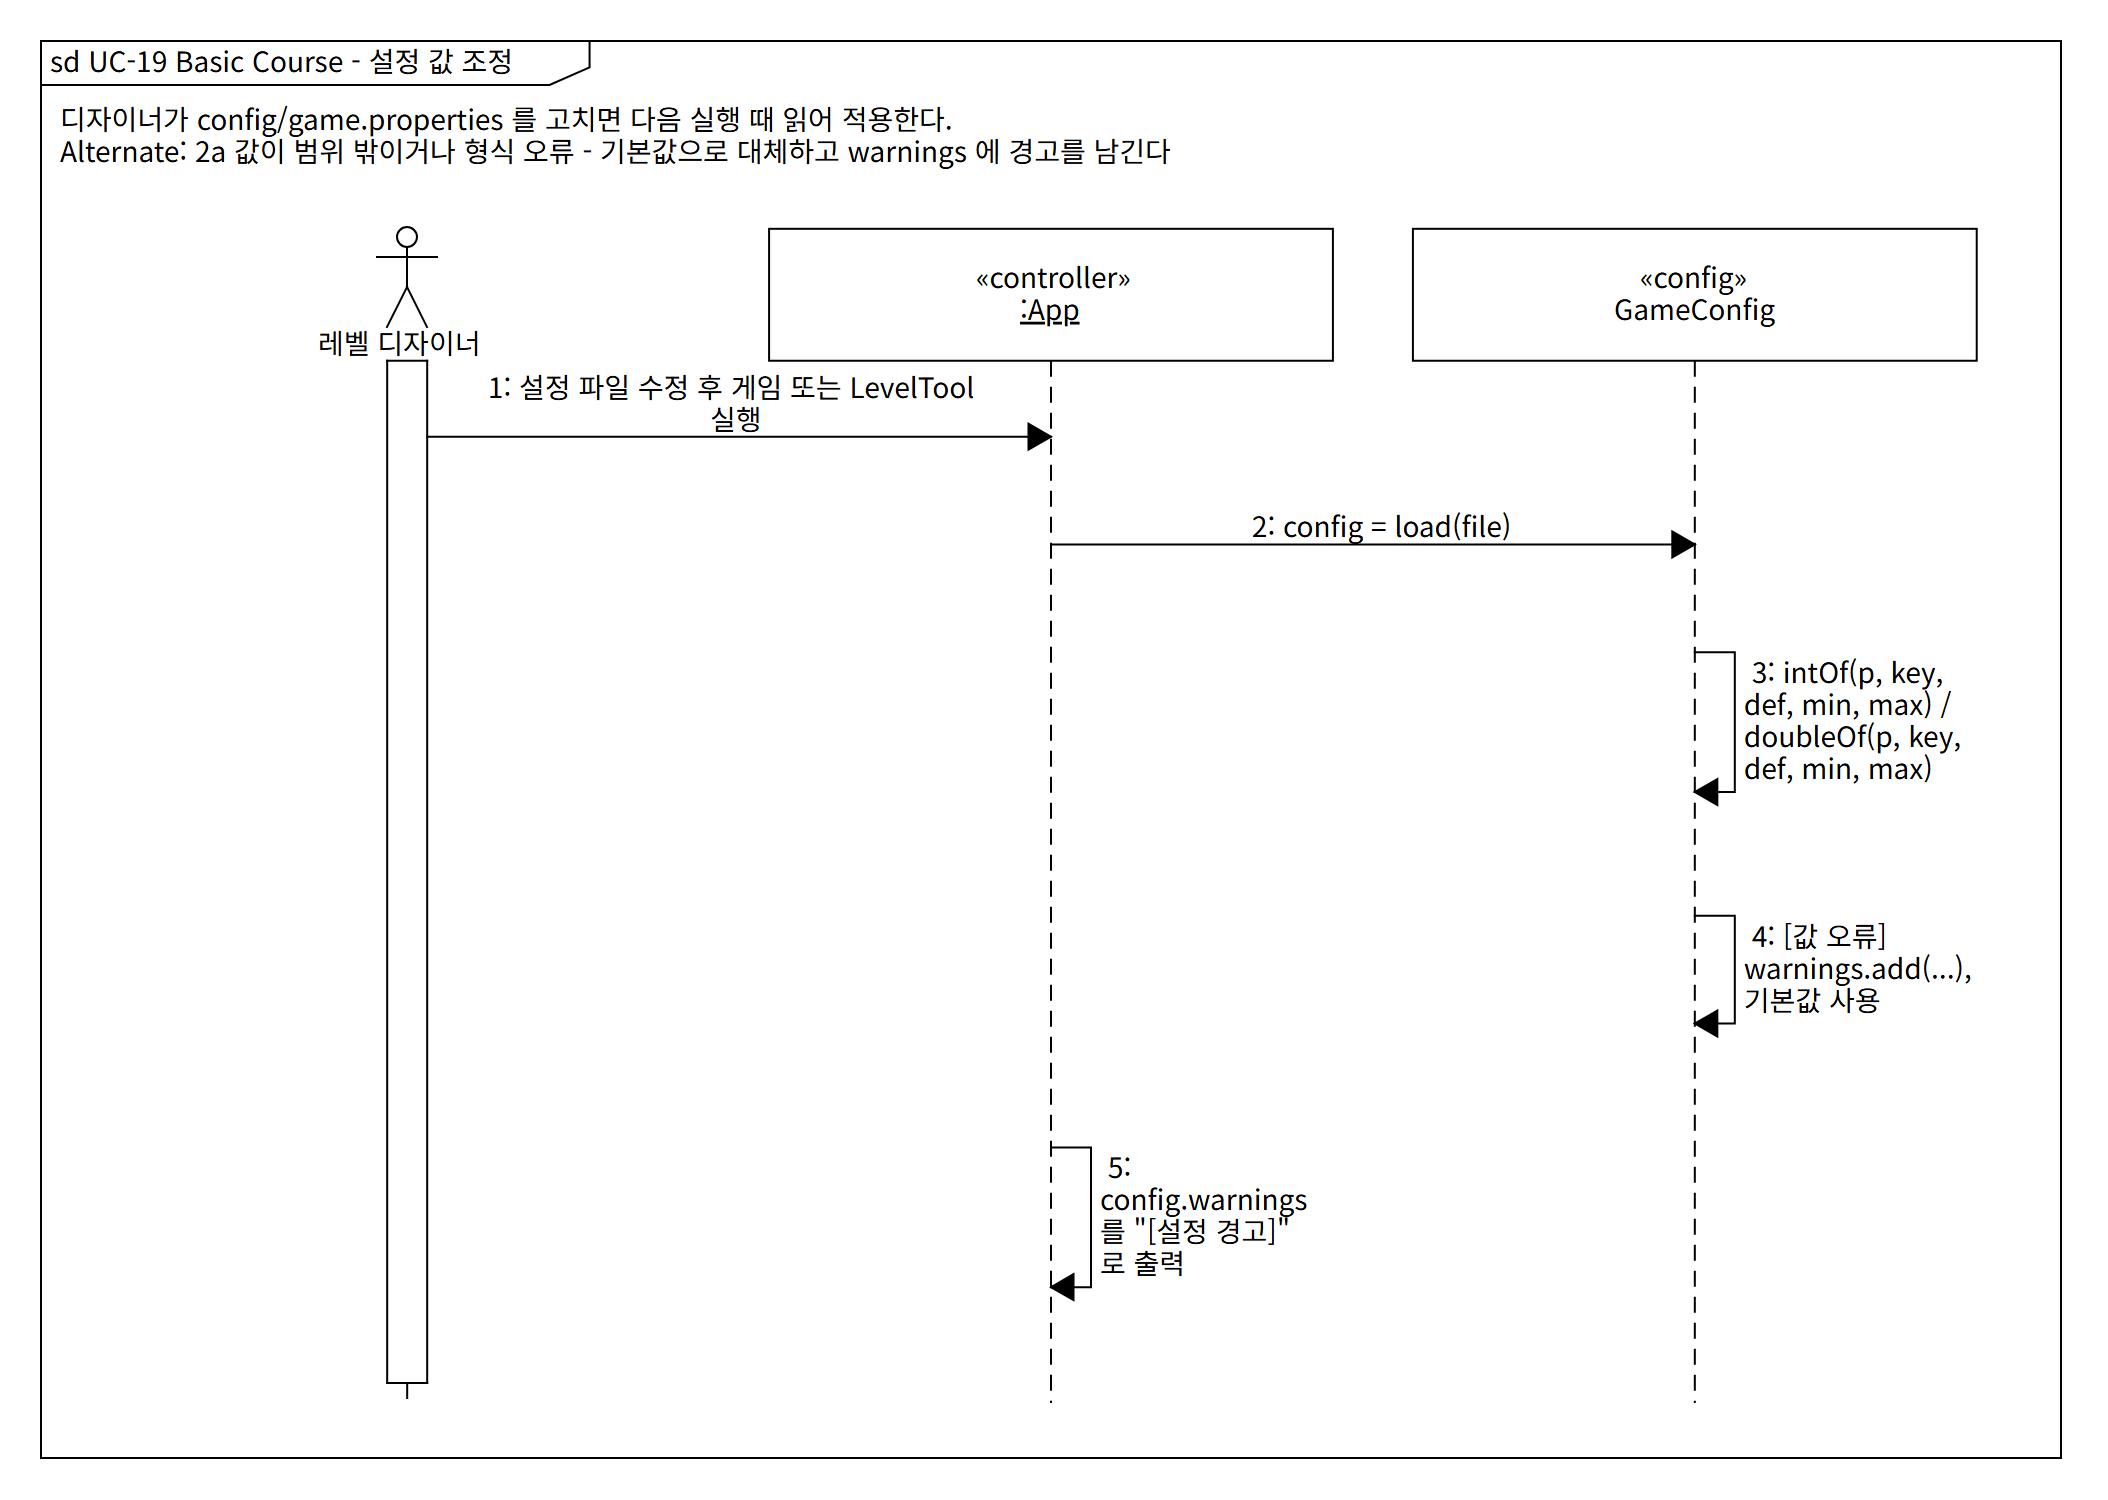 sd UC-19 Basic Course - 설정 값 조정
디자이너가 config/game.properties 를 고치면 다음 실행 때 읽어 적용한다.
Alternate: 2a 값이 범위 밖이거나 형식 오류 - 기본값으로 대체하고 warnings 에 경고를 남긴다
레벨 디자이너
«controller»
:App
«config»
GameConfig
1: 설정 파일 수정 후 게임 또는 LevelTool
실행
2: config = load(file)
3: intOf(p, key,
def, min, max) /
doubleOf(p, key,
def, min, max)
4: [값 오류]
warnings.add(...),
기본값 사용
5:
config.warnings
를 "[설정 경고]"
로 출력